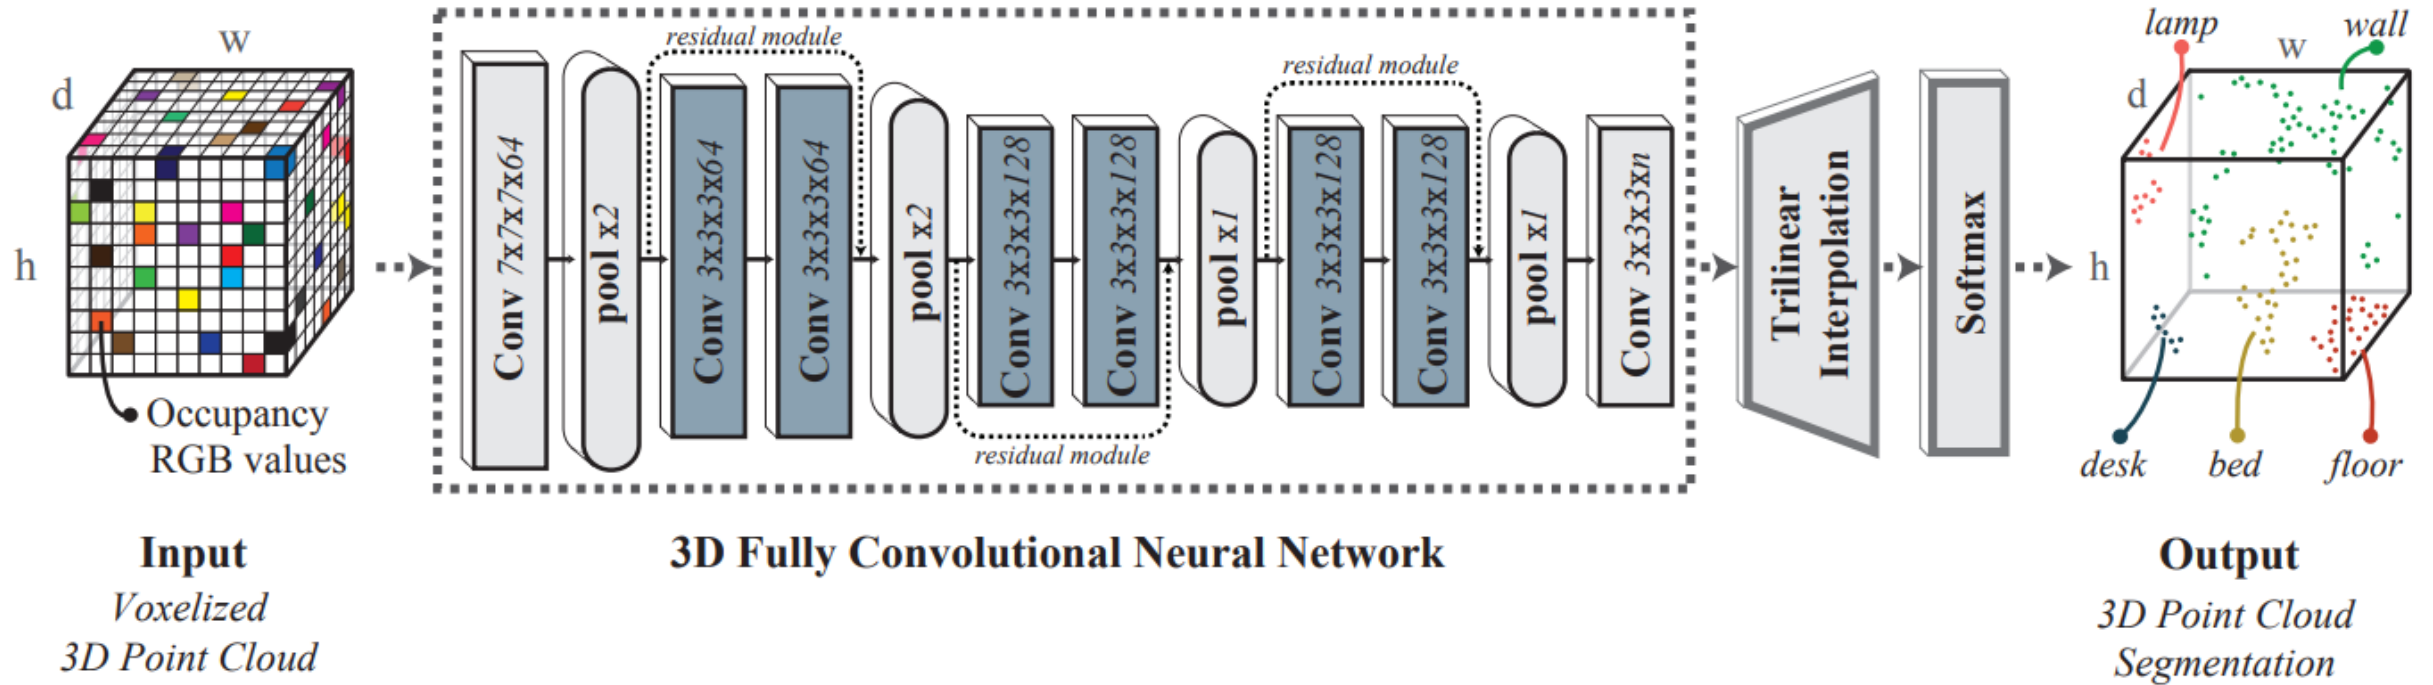 w
d
h
Occupancy
RGB values
Input
Voxelized
3D Point Cloud
residual module
residual module
residual module
Conv 7x7x7x64
pool x2
Conv 3x3x3x64
Conv 3x3x3x64
pool x2
Conv 3x3x3x128
Conv 3x3x3x128
pool x1
Conv 3x3x3x128
Conv 3x3x3x128
pool x1
Conv 3x3x3xn
3D Fully Convolutional Neural Network
Trilinear
Interpolation
Softmax
lamp
wall
w
d
h
desk
bed
floor
Output
3D Point Cloud
Segmentation